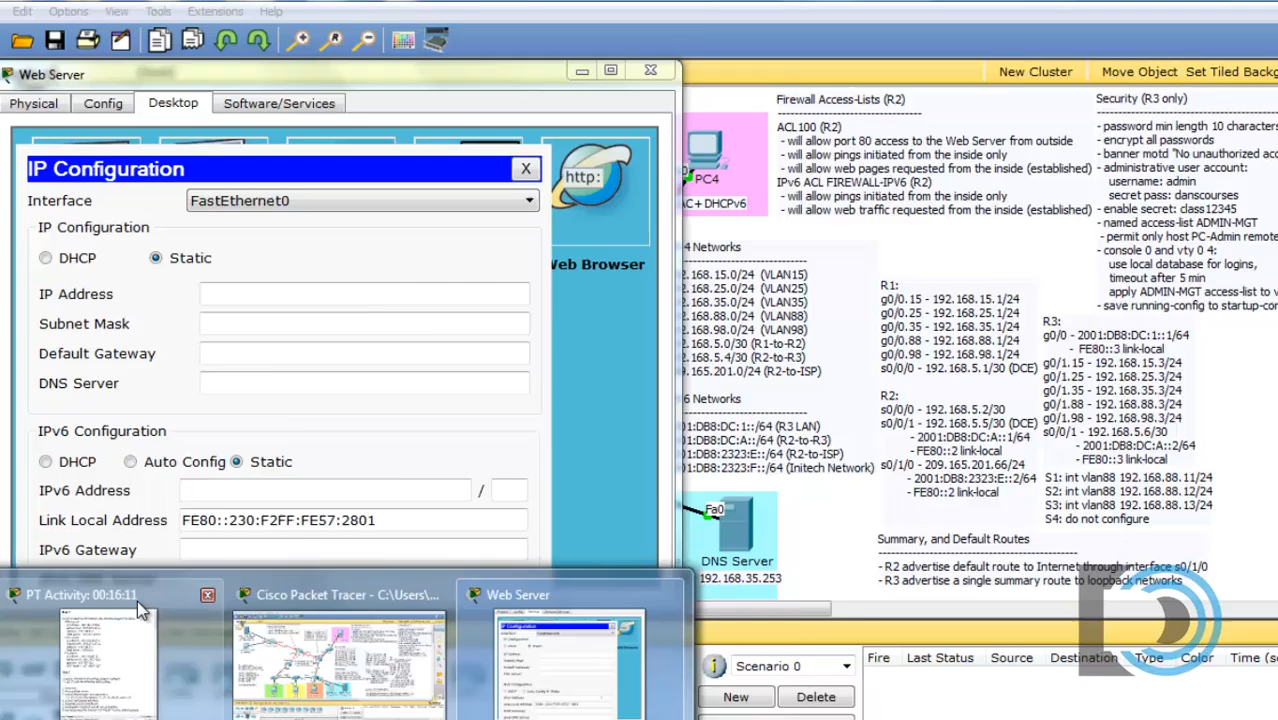 Edit Options View Tools Extensions Help
Web Server
New Cluster Move Object Set Tiled Backg
Physical Config Desktop Software/Services
IP Configuration X
Interface FastEthernet0
IP Configuration
DHCP Static
IP Address
Subnet Mask
Default Gateway
DNS Server
IPv6 Configuration
DHCP Auto Config Static
IPv6 Address /
Link Local Address FE80::230:F2FF:FE57:2801
IPv6 Gateway
http:
Web Browser
PC4
AC+DHCPv6
Firewall Access-Lists (R2)
ACL100 (R2)
- will allow port 80 access to the Web Server from outside
- will allow pings initiated from the inside only
- will allow web pages requested from the inside (established)
IPv6 ACL FIREWALL-IPV6 (R2)
- will allow pings initiated from the inside only
- will allow web traffic requested from the inside (established)
Security (R3 only)
- password min length 10 characters
- encrypt all passwords
- banner motd "No unauthorized acc
- administrative user account:
username: admin
secret pass: danscourses
- enable secret: class12345
- named access-list ADMIN-MGT
- permit only host PC-Admin remote
- console 0 and vty 0 4:
use local database for logins,
timeout after 5 min
apply ADMIN-MGT access-list to v
- save running-config to startup-con
4 Networks
2.168.15.0/24 (VLAN15)
2.168.25.0/24 (VLAN25)
2.168.35.0/24 (VLAN35)
2.168.88.0/24 (VLAN88)
2.168.98.0/24 (VLAN98)
2.168.5.0/30 (R1-to-R2)
2.168.5.4/30 (R2-to-R3)
9.165.201.0/24 (R2-to-ISP)
6 Networks
01:DB8:DC:1::/64 (R3 LAN)
01:DB8:DC:A::/64 (R2-to-R3)
01:DB8:2323:E::/64 (R2-to-ISP)
01:DB8:2323:F::/64 (Initech Network)
R1:
g0/0.15 - 192.168.15.1/24
g0/0.25 - 192.168.25.1/24
g0/0.35 - 192.168.35.1/24
g0/0.88 - 192.168.88.1/24
g0/0.98 - 192.168.98.1/24
s0/0/0 - 192.168.5.1/30 (DCE)
R2:
s0/0/0 - 192.168.5.2/30
s0/0/1 - 192.168.5.5/30 (DCE)
- 2001:DB8:DC:A::1/64
- FE80::2 link-local
s0/1/0 - 209.165.201.66/24
- 2001:DB8:2323:E::2/64
- FE80::2 link-local
R3:
g0/0 - 2001:DB8:DC:1::1/64
- FE80::3 link-local
g0/1.15 - 192.168.15.3/24
g0/1.25 - 192.168.25.3/24
g0/1.35 - 192.168.35.3/24
g0/1.88 - 192.168.88.3/24
g0/1.98 - 192.168.98.3/24
s0/0/1 - 192.168.5.6/30
- 2001:DB8:DC:A::2/64
- FE80::3 link-local
S1: int vlan88 192.168.88.11/24
S2: int vlan88 192.168.88.12/24
S3: int vlan88 192.168.88.13/24
S4: do not configure
Fa0
DNS Server
192.168.35.253
Summary, and Default Routes
- R2 advertise default route to Internet through interface s0/1/0
- R3 advertise a single summary route to loopback networks
PT Activity: 00:16:11
Cisco Packet Tracer - C:\Users\...
Web Server
Scenario 0
New Delete
Fire Last Status Source Destination Type Color Time (s